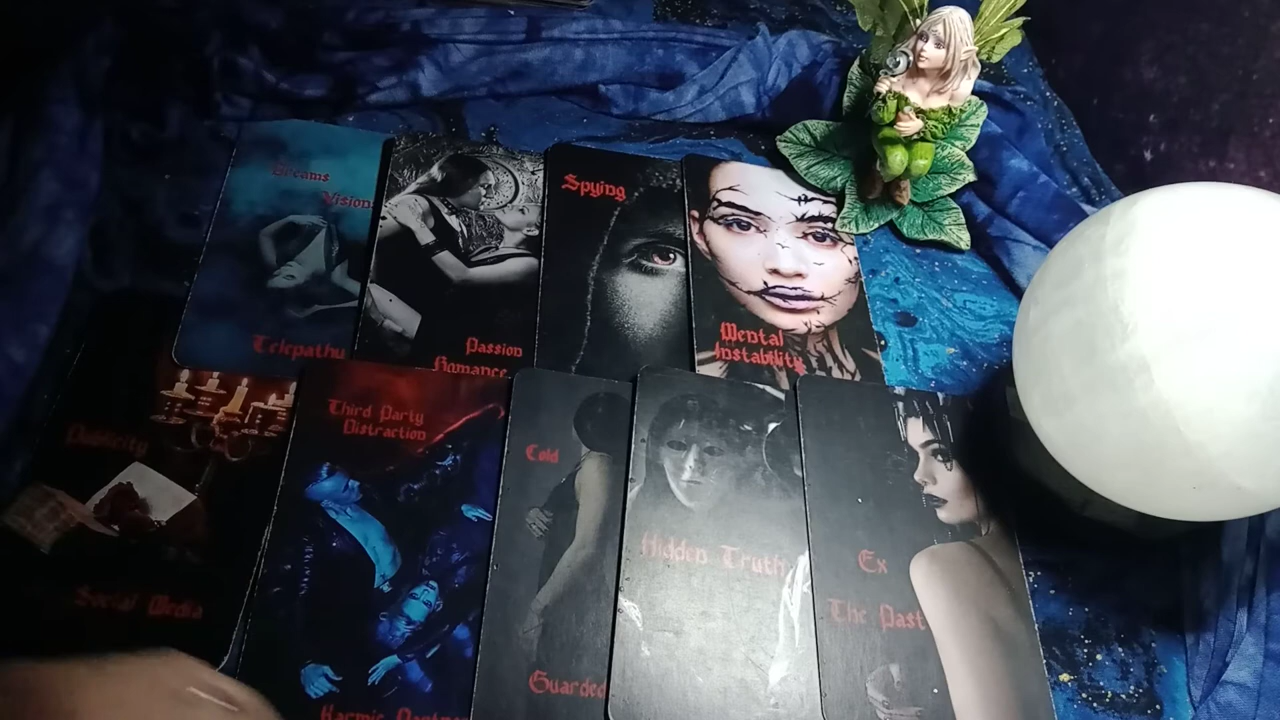 Dreams
Visions
Telepathy
Passion
Romance
Spying
Mental
Instability
Publicity
Social Media
Third Party
Distraction
Karmic Partner
Cold
Guarded
Hidden Truth
Ex
The Past